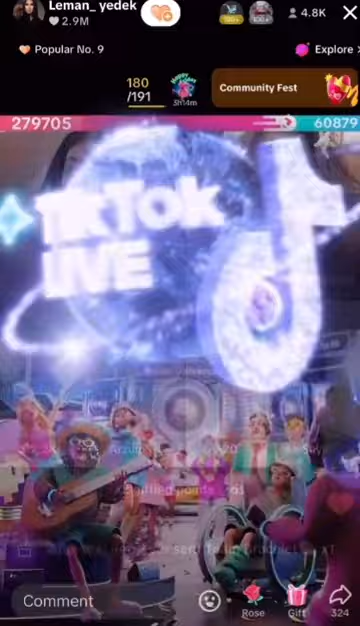 Leman_ yedek
2.9M
4.8K
Popular No. 9
Explore
180
/191
3h14m
Community Fest
279705
60879
TikTok
LIVE
Comment
Rose
Gift
324